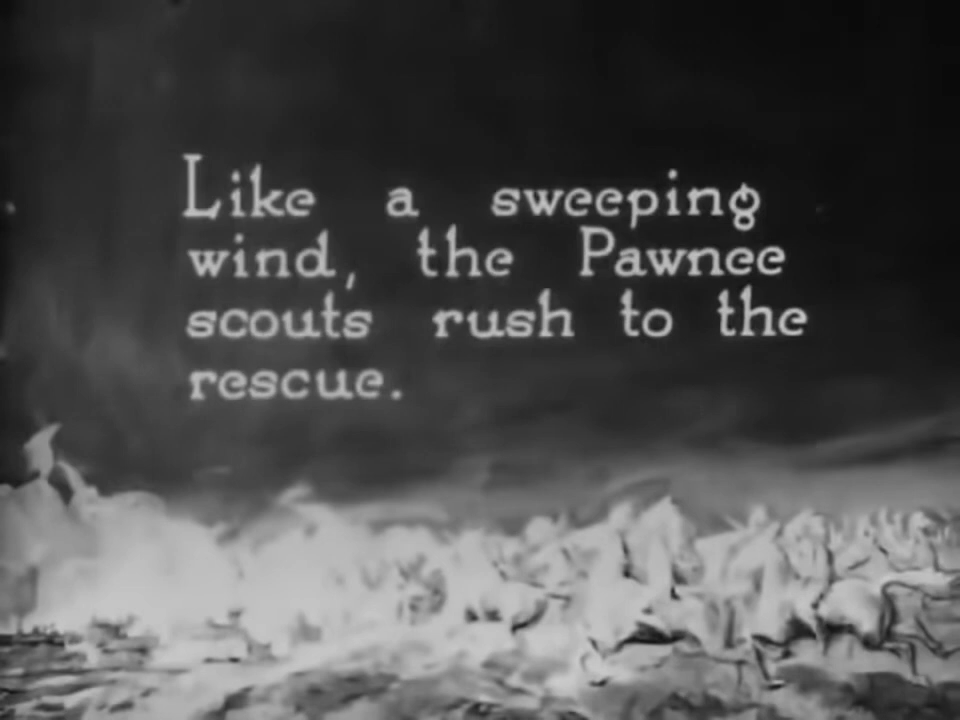 Like a sweeping
wind, the Pawnee
scouts rush to the
rescue.